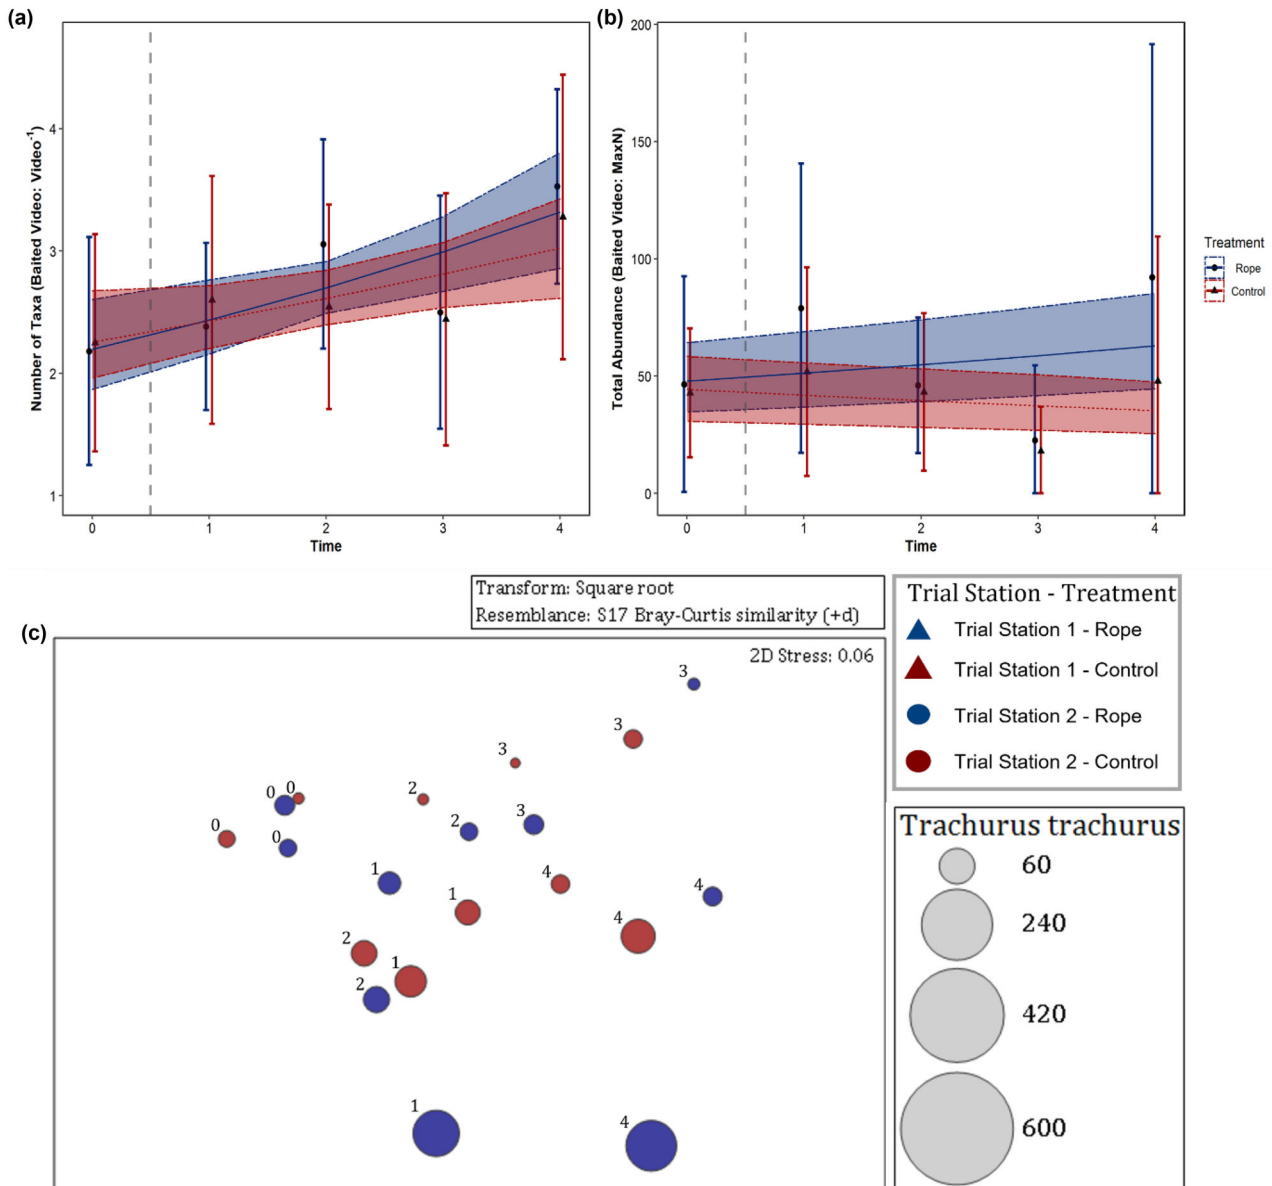 (a)
Number of Taxa (Baited Video: Video⁻¹)
4
3
2
1
0 1 2 3 4
Time
(b)
Total Abundance (Baited Video: MaxN)
200
150
100
50
0
0 1 2 3 4
Time
Treatment
Rope
Control
(c)
Transform: Square root
Resemblance: S17 Bray-Curtis similarity (+d)
2D Stress: 0.06
3
3
3
0 0 2
0 0 2 3
1 1 4 4
2 1 4
2
1 4
Trial Station - Treatment
Trial Station 1 - Rope
Trial Station 1 - Control
Trial Station 2 - Rope
Trial Station 2 - Control
Trachurus trachurus
60
240
420
600